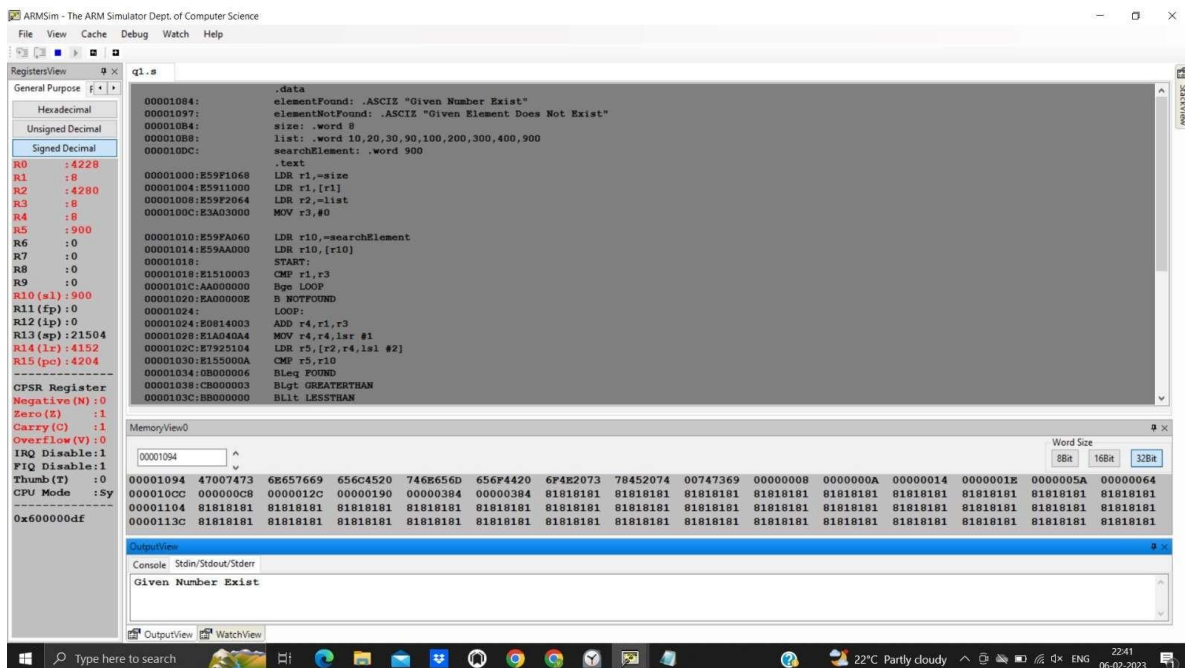 ARMSim - The ARM Simulator Dept. of Computer Science
File View Cache Debug Watch Help
RegistersView
General Purpose F
Hexadecimal
Unsigned Decimal
Signed Decimal
R0 :4228
R1 :8
R2 :4280
R3 :8
R4 :8
R5 :900
R6 :0
R7 :0
R8 :0
R9 :0
R10(sl):900
R11(fp):0
R12(ip):0
R13(sp):21504
R14(lr):4152
R15(pc):4204
CPSR Register
Negative(N):0
Zero(Z) :1
Carry(C) :1
Overflow(V):0
IRQ Disable:1
FIQ Disable:1
Thumb(T) :0
CPU Mode :Sy
0x600000df
q1.s
.data
00001084: elementFound: .ASCIZ "Given Number Exist"
00001097: elementNotFound: .ASCIZ "Given Element Does Not Exist"
000010B4: size: .word 8
000010B8: list: .word 10,20,30,90,100,200,300,400,900
000010DC: searchElement: .word 900
.text
00001000:E59F1068 LDR r1,=size
00001004:E5911000 LDR r1,[r1]
00001008:E59F2064 LDR r2,=list
0000100C:E3A03000 MOV r3,#0
00001010:E59FA060 LDR r10,=searchElement
00001014:E59AA000 LDR r10,[r10]
00001018: START:
00001018:E1510003 CMP r1,r3
0000101C:AA000000 Bge LOOP
00001020:EA00000E B NOTFOUND
00001024: LOOP:
00001024:E0814003 ADD r4,r1,r3
00001028:E1A040A4 MOV r4,r4,lsr #1
0000102C:E7925104 LDR r5,[r2,r4,lsl #2]
00001030:E155000A CMP r5,r10
00001034:0B000006 BLeq FOUND
00001038:CB000003 BLgt GREATERTHAN
0000103C:BB000000 BLlt LESSTHAN
StackView
MemoryView0
00001094
Word Size
8Bit 16Bit 32Bit
00001094 47007473 6E657669 656C4520 746E656D 656F4420 6F4E2073 78452074 00747369 00000008 0000000A 00000014 0000001E 0000005A 00000064
000010CC 000000C8 0000012C 00000190 00000384 00000384 81818181 81818181 81818181 81818181 81818181 81818181 81818181 81818181 81818181
00001104 81818181 81818181 81818181 81818181 81818181 81818181 81818181 81818181 81818181 81818181 81818181 81818181 81818181 81818181
0000113C 81818181 81818181 81818181 81818181 81818181 81818181 81818181 81818181 81818181 81818181 81818181 81818181 81818181 81818181
OutputView
Console Stdin/Stdout/Stderr
Given Number Exist
OutputView WatchView
Type here to search
22°C Partly cloudy ENG 22:41
06-02-2023